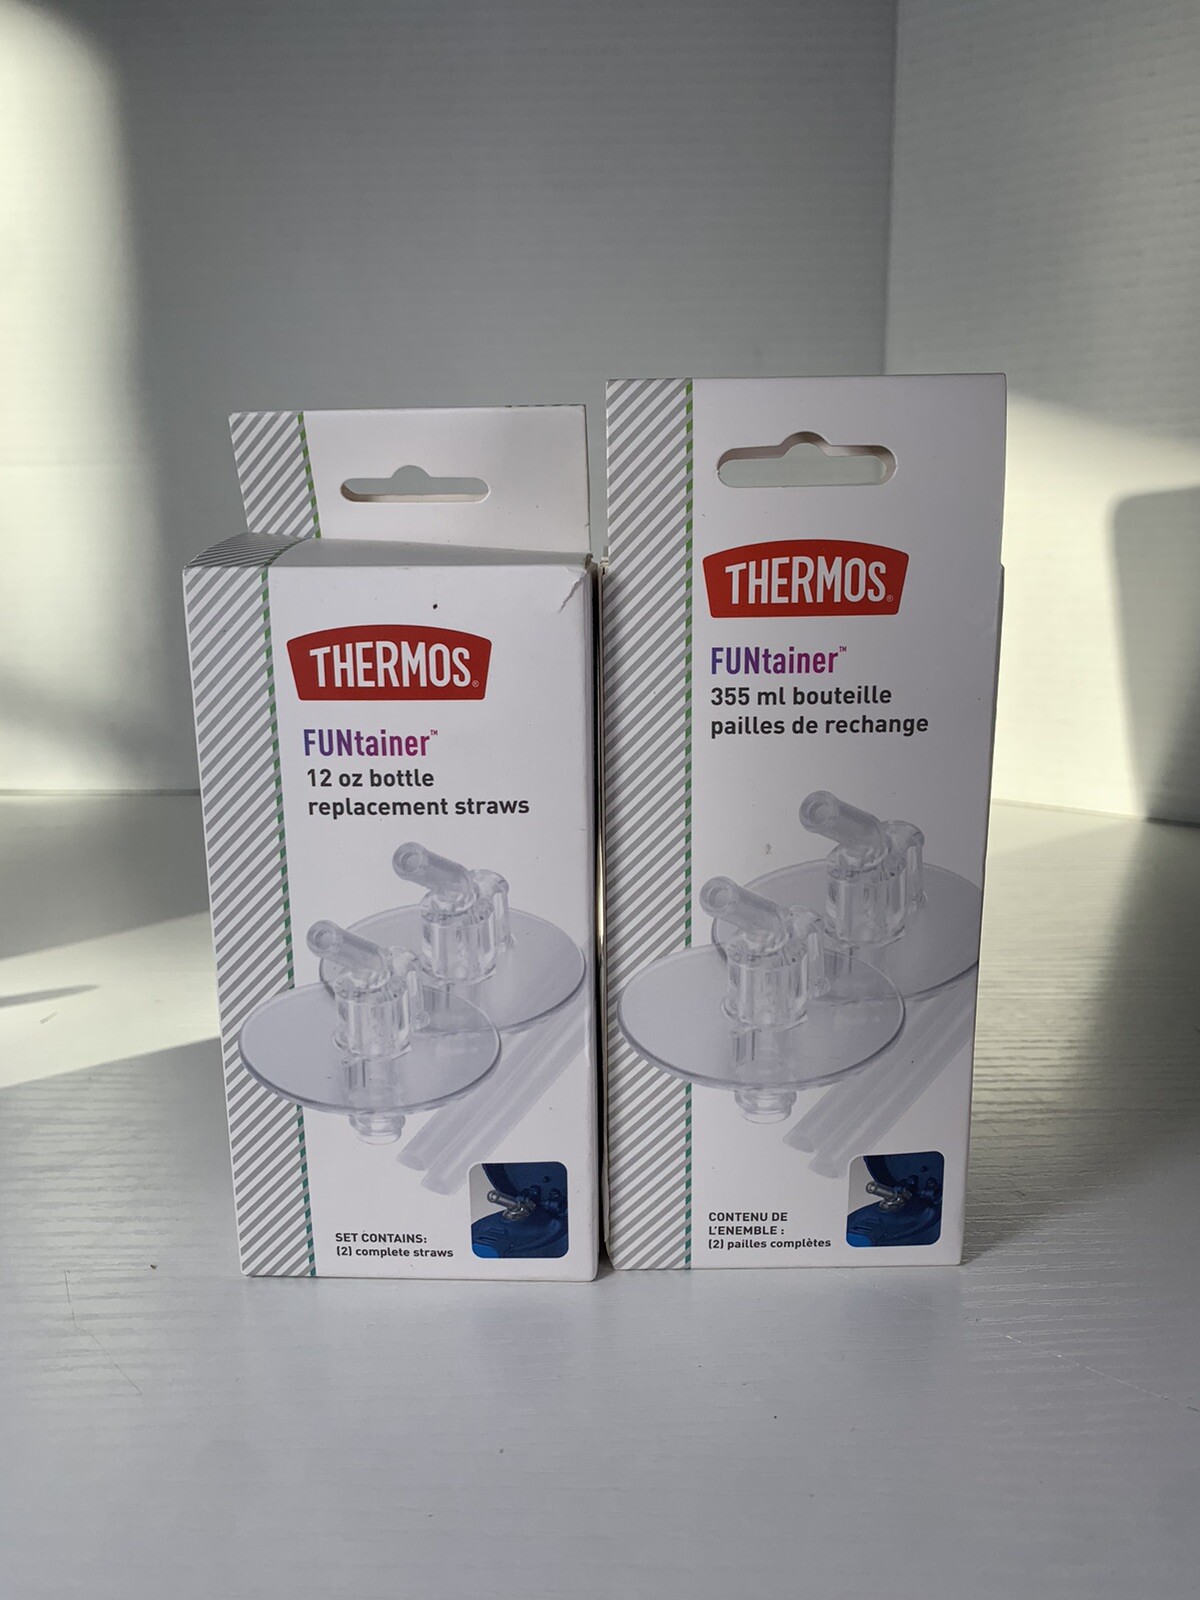 THERMOS®
FUNtainer™
12 oz bottle
replacement straws
SET CONTAINS:
(2) complete straws
THERMOS®
FUNtainer™
355 ml bouteille
pailles de rechange
CONTENU DE
L'ENEMBLE :
(2) pailles complètes